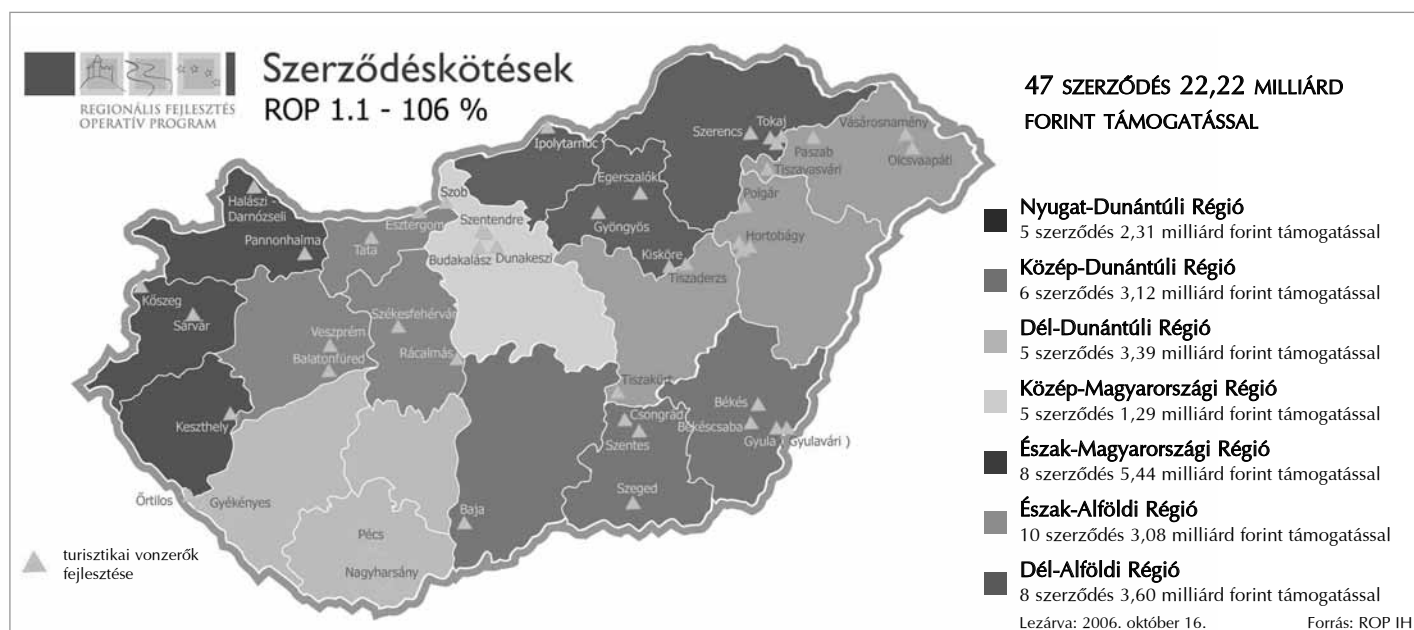 Szerződéskötések
ROP 1.1 - 106 %
REGIONÁLIS FEJLESZTÉS
OPERATÍV PROGRAM
Ipolytarnóc
Szerencs
Tokaj
Vásárosnamény
Paszab
Olcsvaapáti
Tiszavasvári
Egerszalók
Polgár
Halászi -
Darnózseli
Szob
Esztergom
Szentendre
Gyöngyös
Hortobágy
Pannonhalma
Tata
Budakalász
Dunakeszi
Kisköre
Tiszaderzs
Kőszeg
Sárvár
Székesfehérvár
Veszprém
Balatonfüred
Rácalmás
Tiszakürt
Keszthely
Csongrád
Békés
Szentes
Békéscsaba
Gyula
Gyulavári )
Őrtilos
Gyékényes
Szeged
Baja
Pécs
Nagyharsány
turisztikai vonzerők
fejlesztése
47 SZERZŐDÉS 22,22 MILLIÁRD
FORINT TÁMOGATÁSSAL
Nyugat-Dunántúli Régió
5 szerződés 2,31 milliárd forint támogatással
Közép-Dunántúli Régió
6 szerződés 3,12 milliárd forint támogatással
Dél-Dunántúli Régió
5 szerződés 3,39 milliárd forint támogatással
Közép-Magyarországi Régió
5 szerződés 1,29 milliárd forint támogatással
Észak-Magyarországi Régió
8 szerződés 5,44 milliárd forint támogatással
Észak-Alföldi Régió
10 szerződés 3,08 milliárd forint támogatással
Dél-Alföldi Régió
8 szerződés 3,60 milliárd forint támogatással
Lezárva: 2006. október 16. Forrás: ROP IH